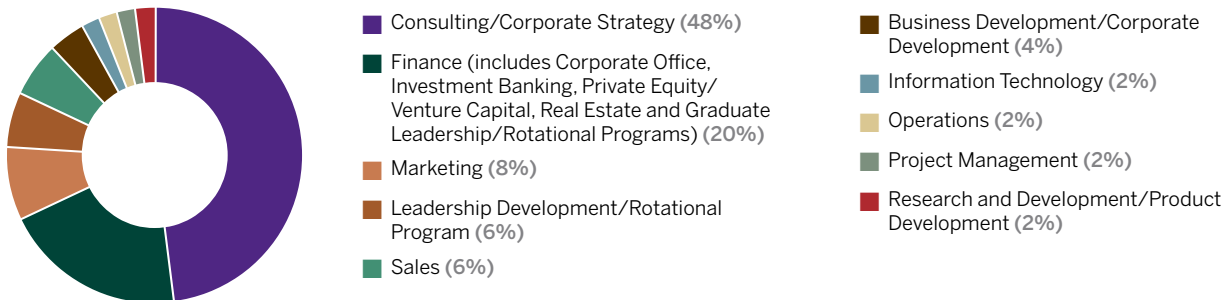 Consulting/Corporate Strategy (48%)
Finance (includes Corporate Office,
Investment Banking, Private Equity/
Venture Capital, Real Estate and Graduate
Leadership/Rotational Programs) (20%)
Marketing (8%)
Leadership Development/Rotational
Program (6%)
Sales (6%)
Business Development/Corporate
Development (4%)
Information Technology (2%)
Operations (2%)
Project Management (2%)
Research and Development/Product
Development (2%)